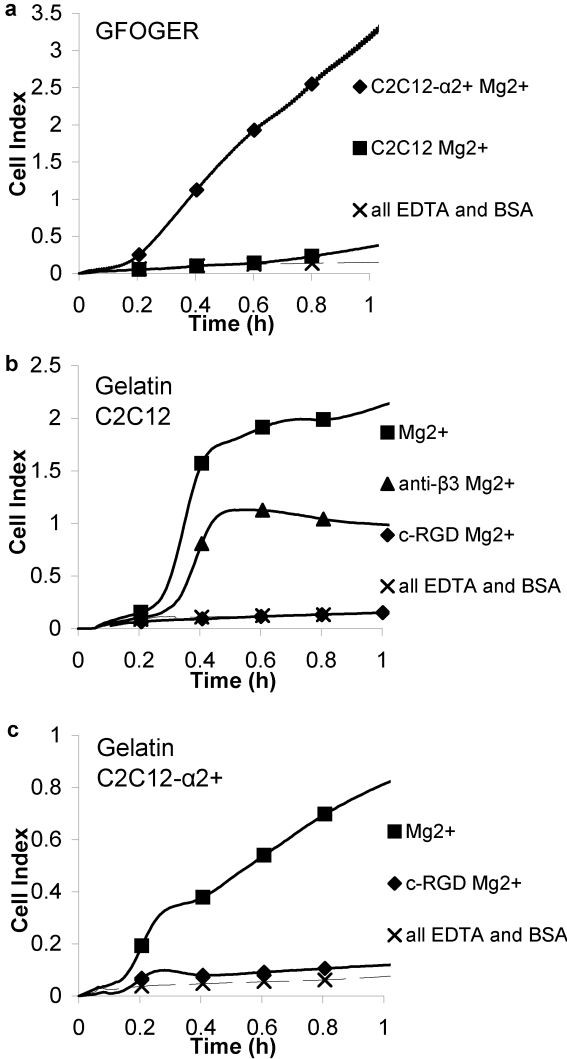 a
GFOGER
3.5
3
2.5
2
1.5
1
0.5
0
Cell Index
C2C12-α2+ Mg2+
C2C12 Mg2+
all EDTA and BSA
0 0.2 0.4 0.6 0.8 1
Time (h)
b
Gelatin
C2C12
2.5
2
1.5
1
0.5
0
Cell Index
Mg2+
anti-β3 Mg2+
c-RGD Mg2+
all EDTA and BSA
0 0.2 0.4 0.6 0.8 1
Time (h)
c
Gelatin
C2C12-α2+
1
0.8
0.6
0.4
0.2
0
Cell Index
Mg2+
c-RGD Mg2+
all EDTA and BSA
0 0.2 0.4 0.6 0.8 1
Time (h)